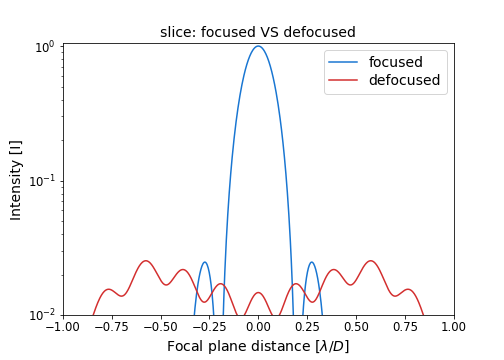 slice: focused VS defocused
focused
defocused
Intensity [I]
10⁰
10⁻¹
10⁻²
−1.00 −0.75 −0.50 −0.25 0.00 0.25 0.50 0.75 1.00
Focal plane distance [λ/D]